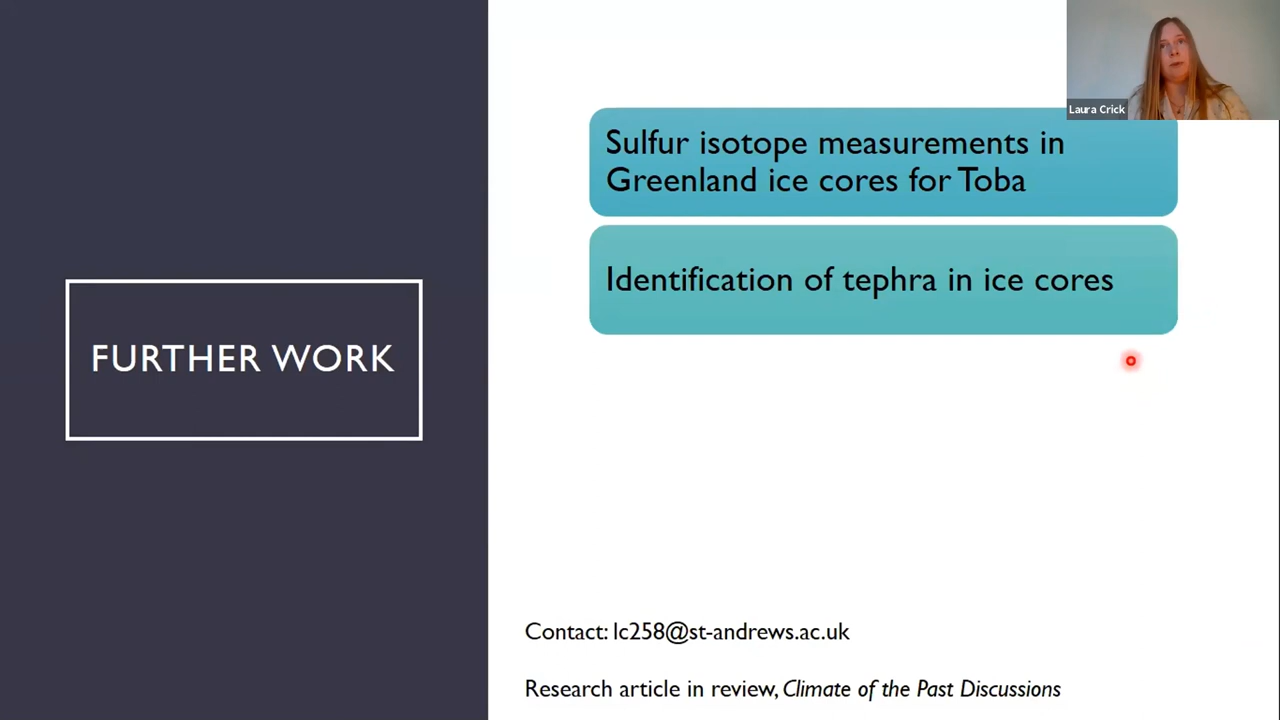 Laura Crick
Sulfur isotope measurements in
Greenland ice cores for Toba
Identification of tephra in ice cores
FURTHER WORK
Contact: lc258@st-andrews.ac.uk
Research article in review, Climate of the Past Discussions